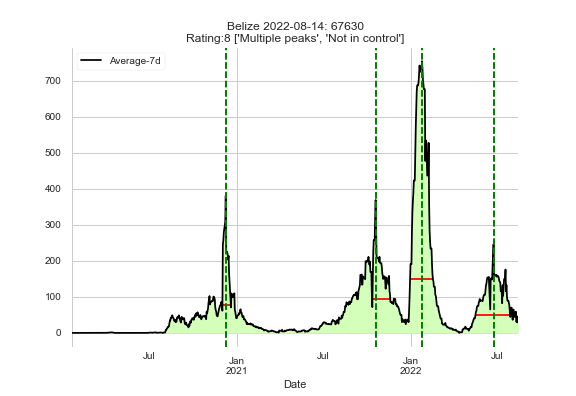 Belize 2022-08-14: 67630
Rating:8 ['Multiple peaks', 'Not in control']
Average-7d
700
600
500
400
300
200
100
0
Jul
Jan
2021
Jul
Jan
2022
Jul
Date